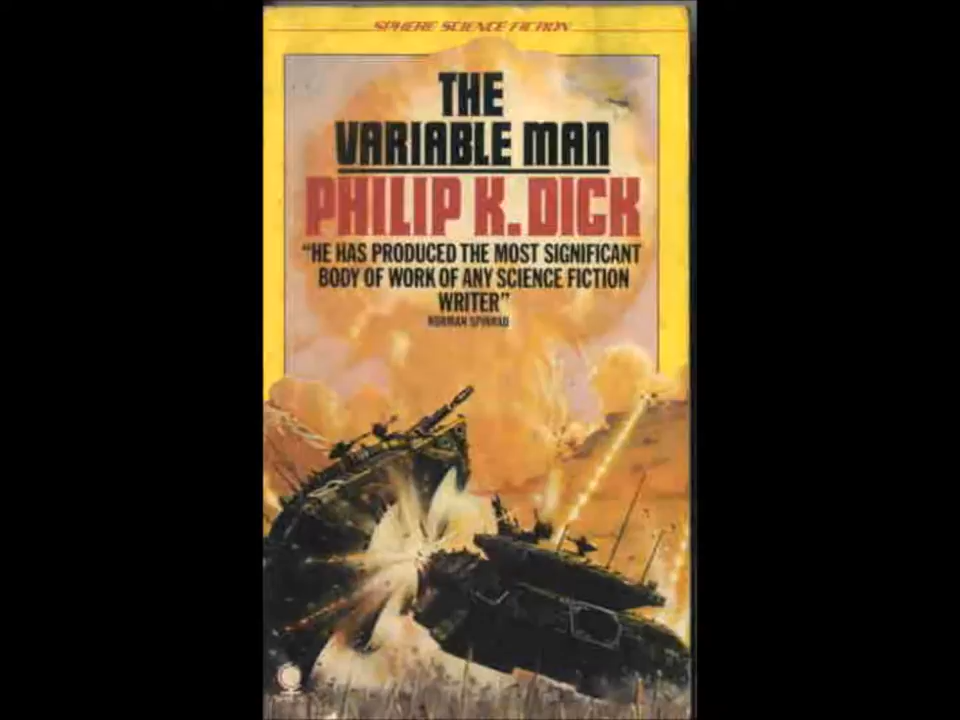 SPHERE SCIENCE FICTION
THE
VARIABLE MAN
PHILIP K. DICK
“HE HAS PRODUCED THE MOST SIGNIFICANT
BODY OF WORK OF ANY SCIENCE FICTION
WRITER”
NORMAN SPINRAD